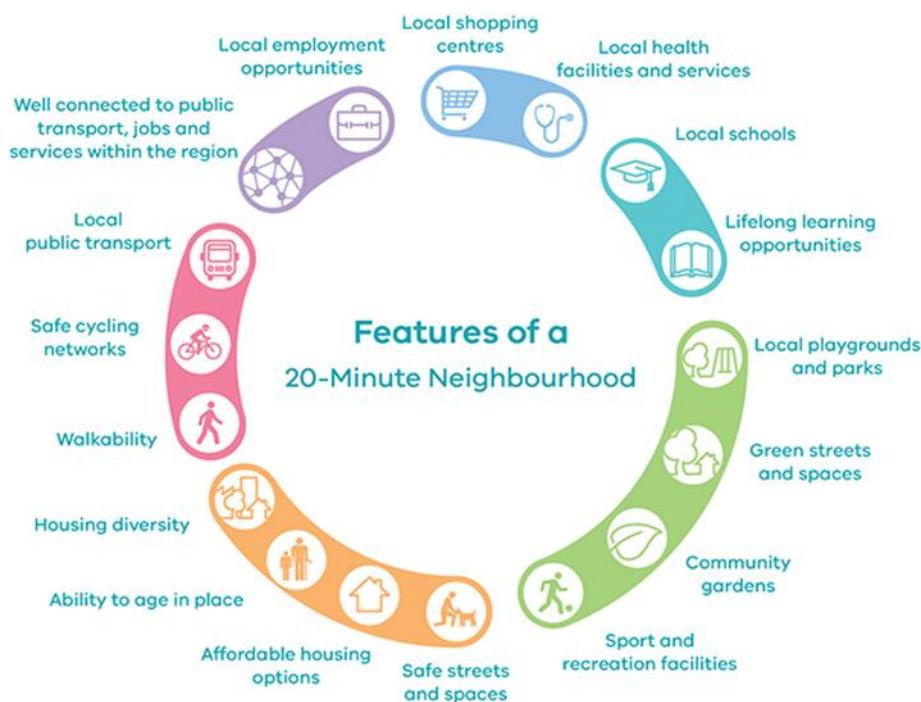 Local shopping
centres
Local health
facilities and services
Local schools
Lifelong learning
opportunities
Local playgrounds
and parks
Green streets
and spaces
Community
gardens
Sport and
recreation facilities
Safe streets
and spaces
Affordable housing
options
Ability to age in place
Housing diversity
Walkability
Safe cycling
networks
Local
public transport
Well connected to public
transport, jobs and
services within the region
Local employment
opportunities
Features of a
20-Minute Neighbourhood